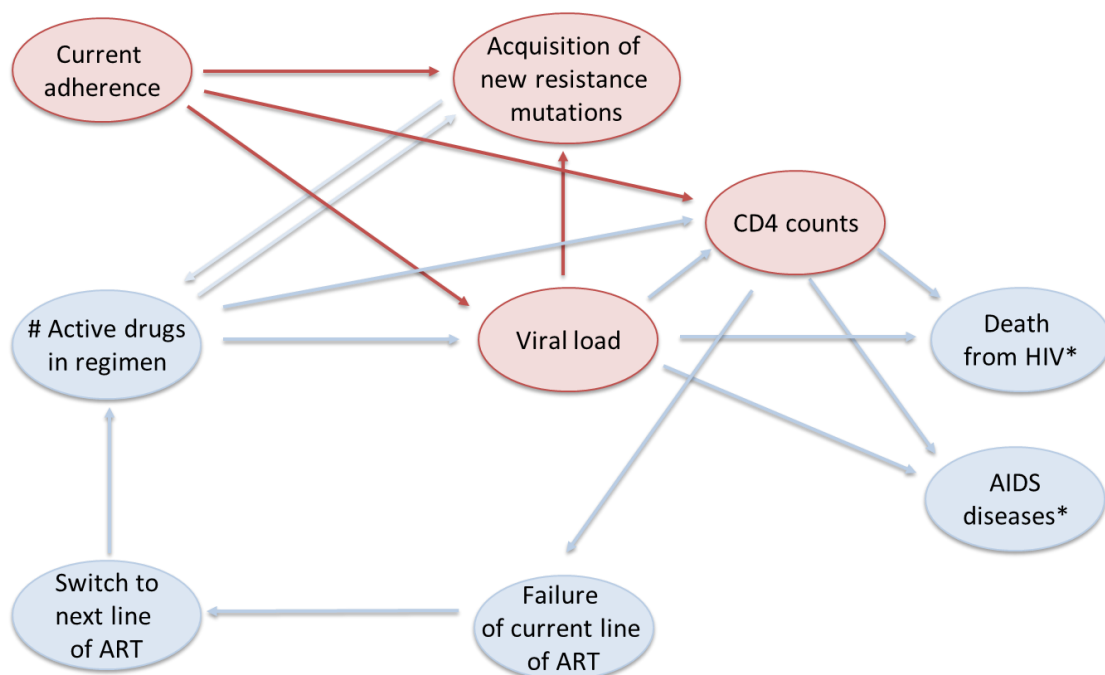 Current
adherence
Acquisition of
new resistance
mutations
CD4 counts
# Active drugs
in regimen
Viral load
Death
from HIV*
AIDS
diseases*
Switch to
next line
of ART
Failure
of current line
of ART